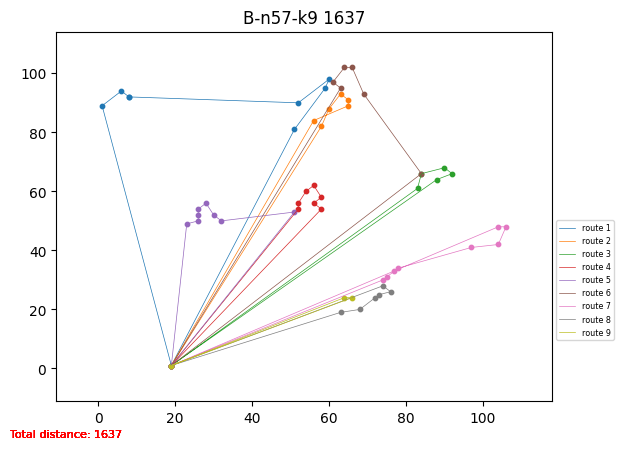 B-n57-k9 1637
100
80
60
40
20
0
0 20 40 60 80 100
route 1
route 2
route 3
route 4
route 5
route 6
route 7
route 8
route 9
Total distance: 1637